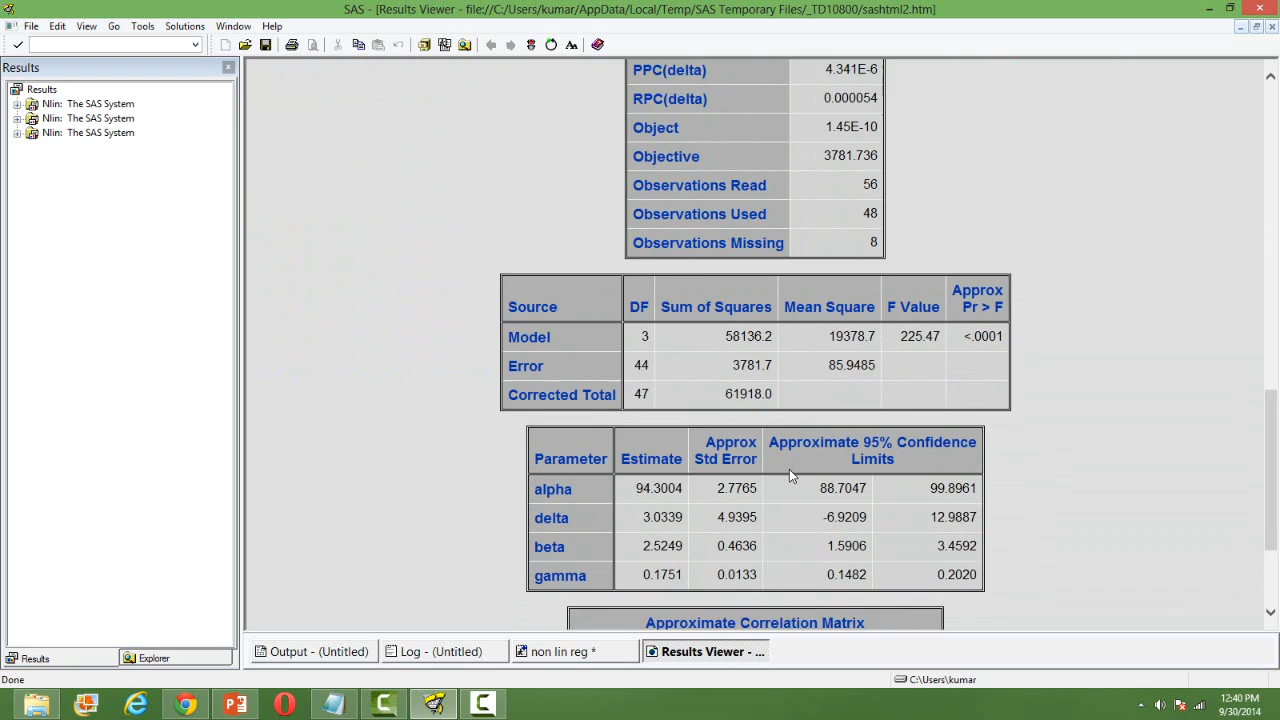 SAS - [Results Viewer - file://C:/Users/kumar/AppData/Local/Temp/SAS Temporary Files/_TD10800/sashtml2.htm]
File Edit View Go Tools Solutions Window Help
Results
Results
Nlin: The SAS System
Nlin: The SAS System
Nlin: The SAS System
PPC(delta) 4.341E-6
RPC(delta) 0.000054
Object 1.45E-10
Objective 3781.736
Observations Read 56
Observations Used 48
Observations Missing 8
Source DF Sum of Squares Mean Square F Value Approx Pr > F
Model 3 58136.2 19378.7 225.47 <.0001
Error 44 3781.7 85.9485
Corrected Total 47 61918.0
Parameter Estimate Approx Std Error Approximate 95% Confidence Limits
alpha 94.3004 2.7765 88.7047 99.8961
delta 3.0339 4.9395 -6.9209 12.9887
beta 2.5249 0.4636 1.5906 3.4592
gamma 0.1751 0.0133 0.1482 0.2020
Approximate Correlation Matrix
Results Explorer
Output - (Untitled) Log - (Untitled) non lin reg * Results Viewer - ...
Done C:\Users\kumar
12:40 PM
9/30/2014